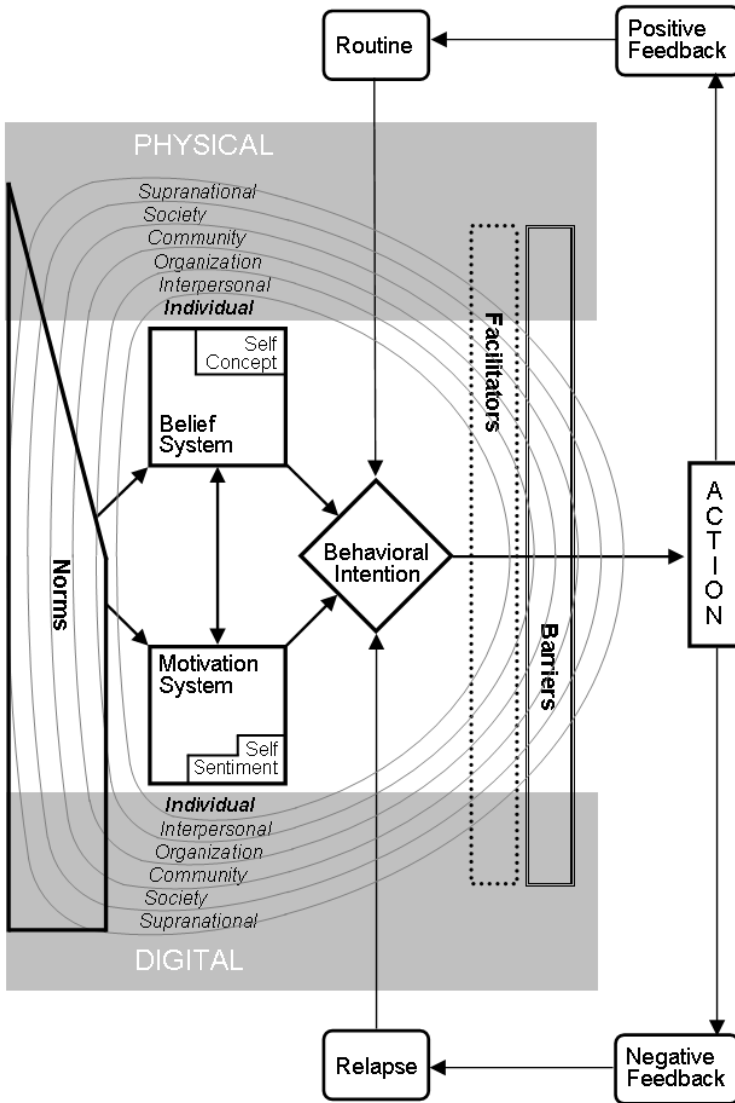 Routine
Positive
Feedback
PHYSICAL
Supranational
Society
Community
Organization
Interpersonal
Individual
Self
Concept
Belief
System
Facilitators
Norms
Behavioral
Intention
ACTION
Barriers
Motivation
System
Self
Sentiment
Individual
Interpersonal
Organization
Community
Society
Supranational
DIGITAL
Relapse
Negative
Feedback